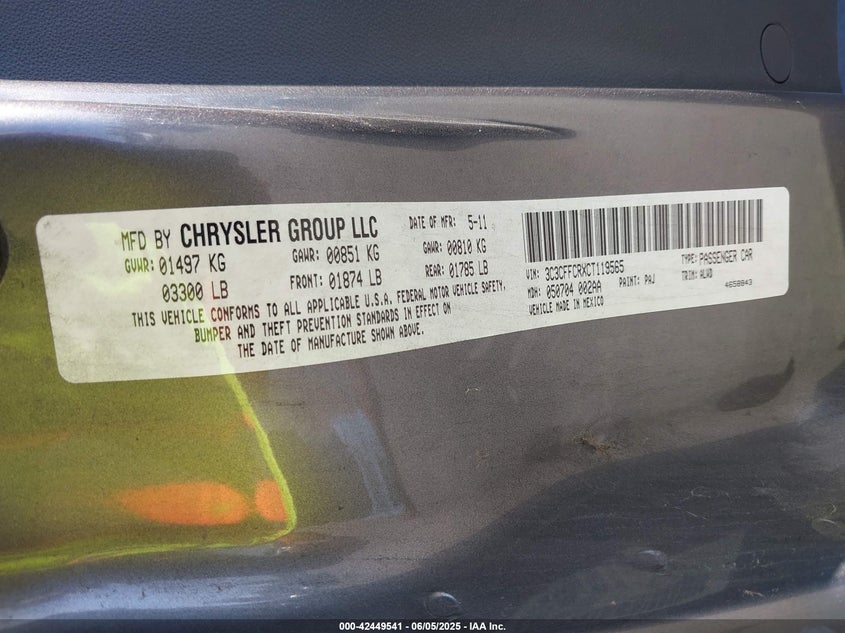 MFD BY CHRYSLER GROUP LLC
DATE OF MFR: 5-11
GVWR: 01497 KG
GAWR: 00851 KG
GAWR: 00810 KG
03300 LB
FRONT: 01874 LB
REAR: 01785 LB
THIS VEHICLE CONFORMS TO ALL APPLICABLE U.S.A. FEDERAL MOTOR VEHICLE SAFETY,
BUMPER AND THEFT PREVENTION STANDARDS IN EFFECT ON
THE DATE OF MANUFACTURE SHOWN ABOVE.
VIN: 3C3CFFCRXCT119565
TYPE: PASSENGER CAR
MDH: 050704 002AA
PAINT: PAJ
TRIM: ALWD
VEHICLE MADE IN MEXICO
4650843
000-42449541 - 06/05/2025 - IAA Inc.